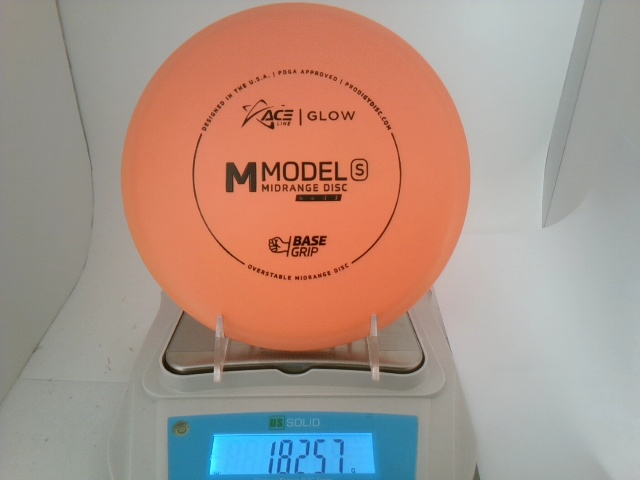 DESIGNED IN THE U.S.A. | PDGA APPROVED | PRODIGYDISC.COM
ACE LINE | GLOW
M MODEL S
MIDRANGE DISC
BASE
GRIP
OVERSTABLE MIDRANGE DISC
US SOLID
182.57 g